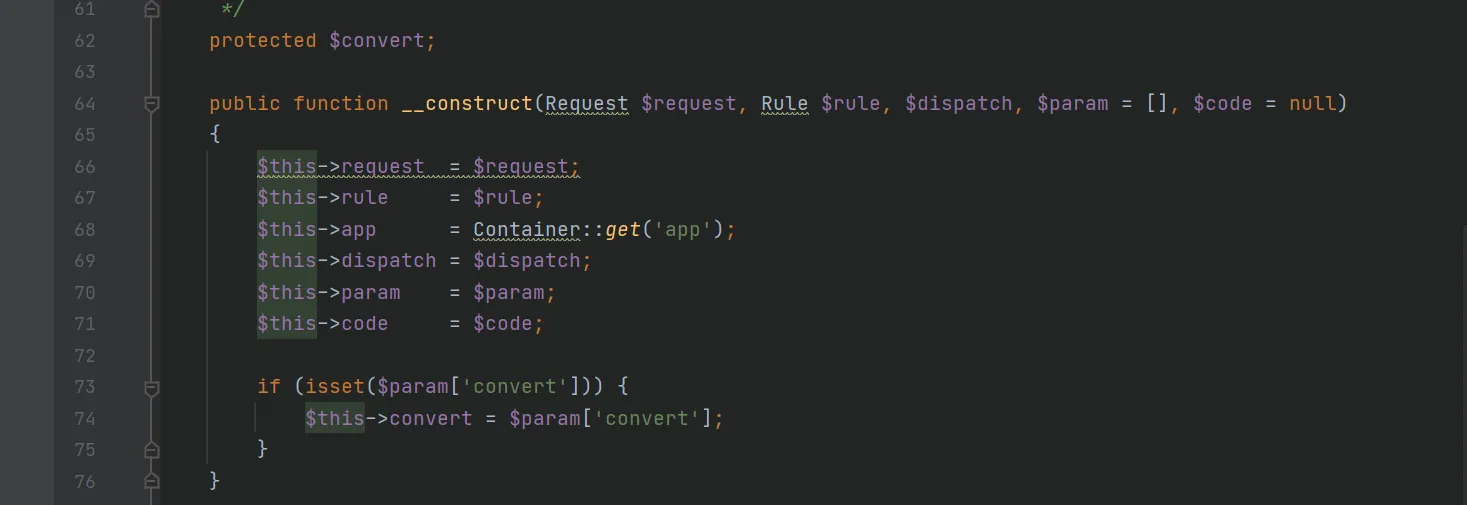 61 */
62 protected $convert;
63
64 public function __construct(Request $request, Rule $rule, $dispatch, $param = [], $code = null)
65 {
66 $this->request = $request;
67 $this->rule = $rule;
68 $this->app = Container::get('app');
69 $this->dispatch = $dispatch;
70 $this->param = $param;
71 $this->code = $code;
72
73 if (isset($param['convert'])) {
74 $this->convert = $param['convert'];
75 }
76 }